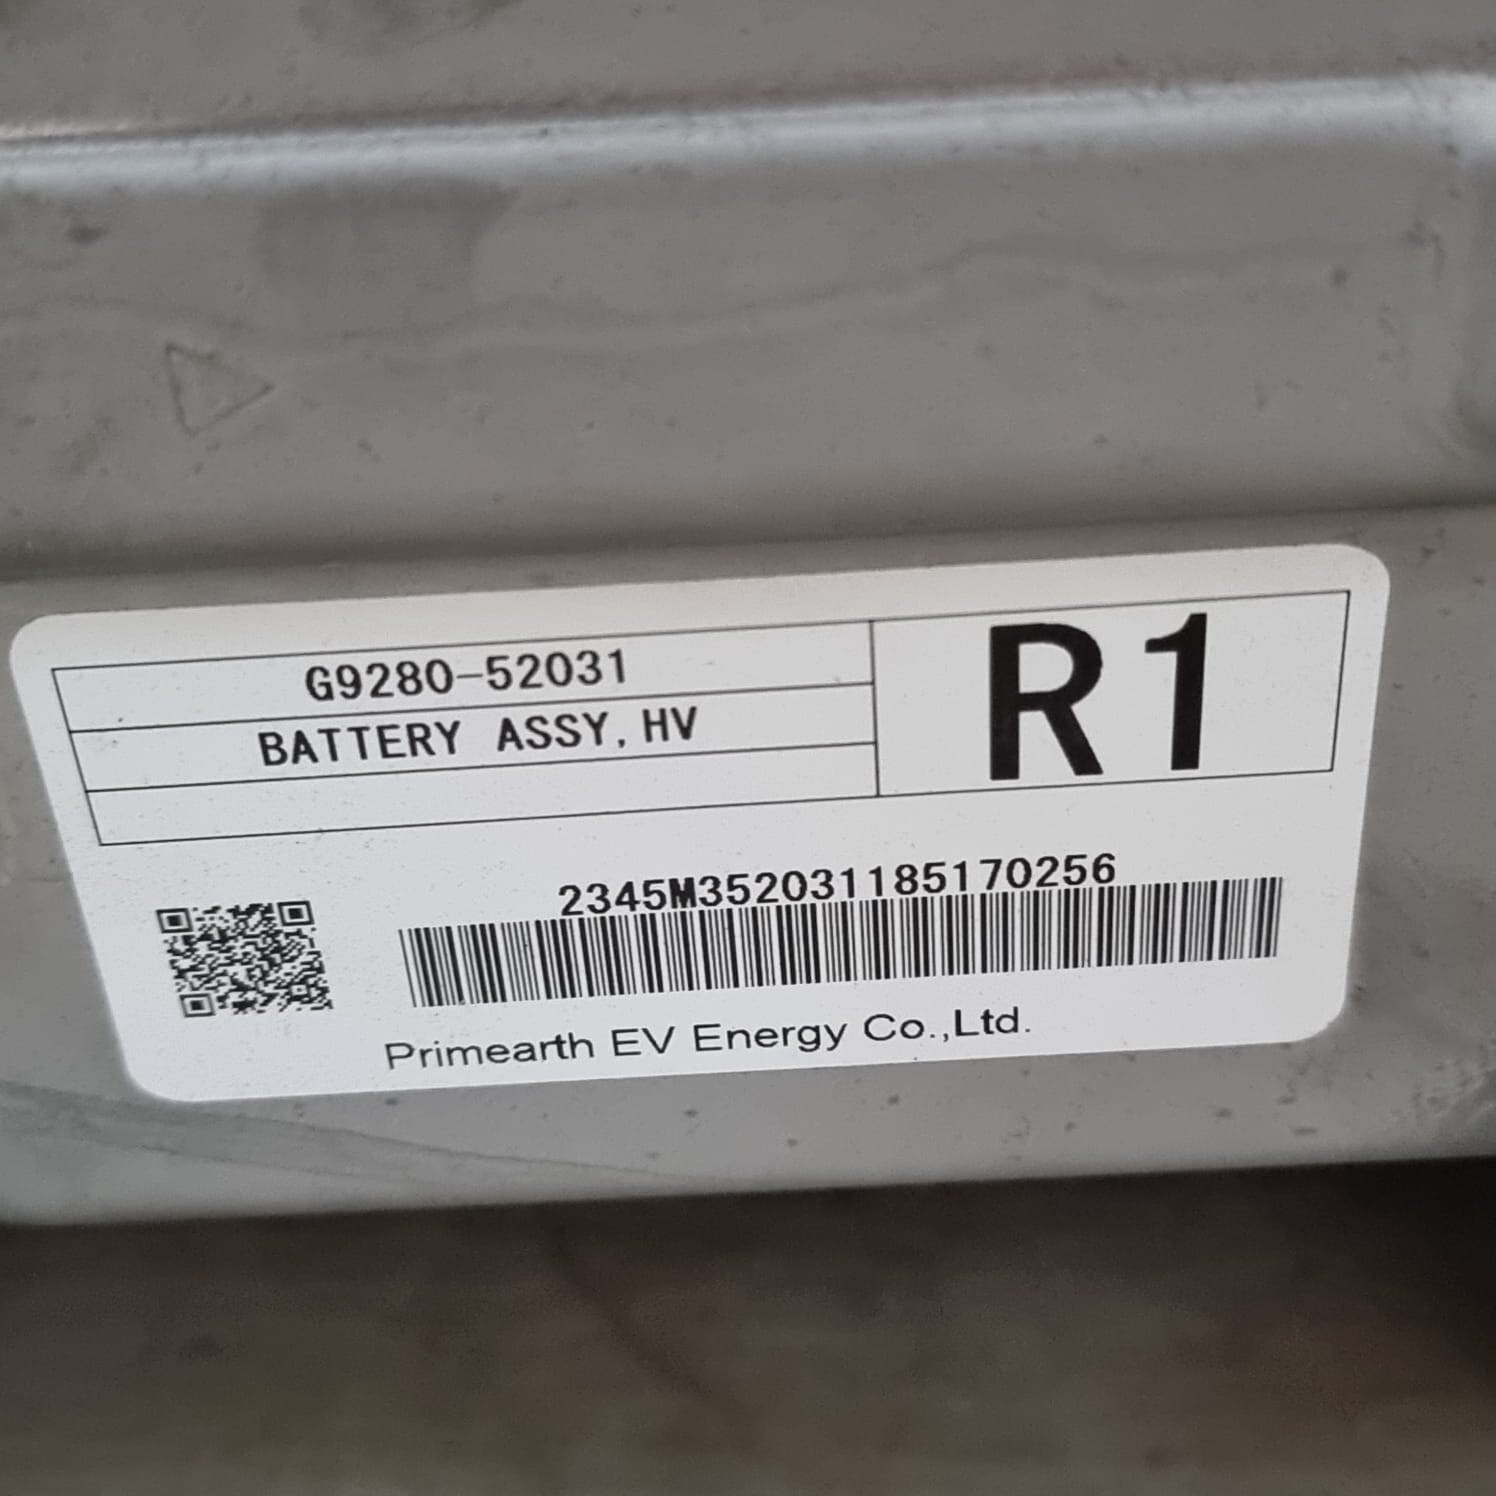 G9280-52031
BATTERY ASSY, HV
R1
2345M352031185170256
Primearth EV Energy Co.,Ltd.